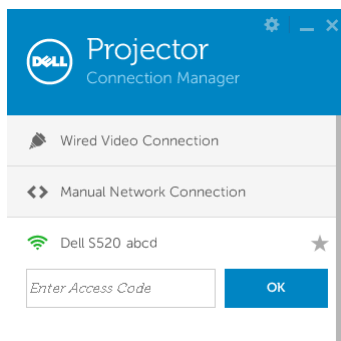 DELL
Projector
Connection Manager
Wired Video Connection
Manual Network Connection
Dell S520 abcd
Enter Access Code
OK